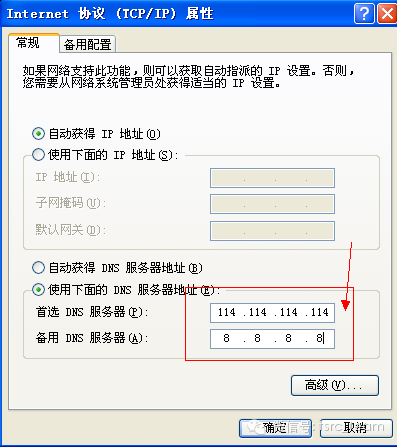 Internet 协议 (TCP/IP) 属性
常规 备用配置
如果网络支持此功能，则可以获取自动指派的 IP 设置。否则，
您需要从网络系统管理员处获得适当的 IP 设置。
自动获得 IP 地址(O)
使用下面的 IP 地址(S):
IP 地址(I):
子网掩码(U):
默认网关(D):
自动获得 DNS 服务器地址(B)
使用下面的 DNS 服务器地址(E):
首选 DNS 服务器(P): 114 .114 .114 .114
备用 DNS 服务器(A): 8 . 8 . 8 . 8
高级(V)...
确定 取消